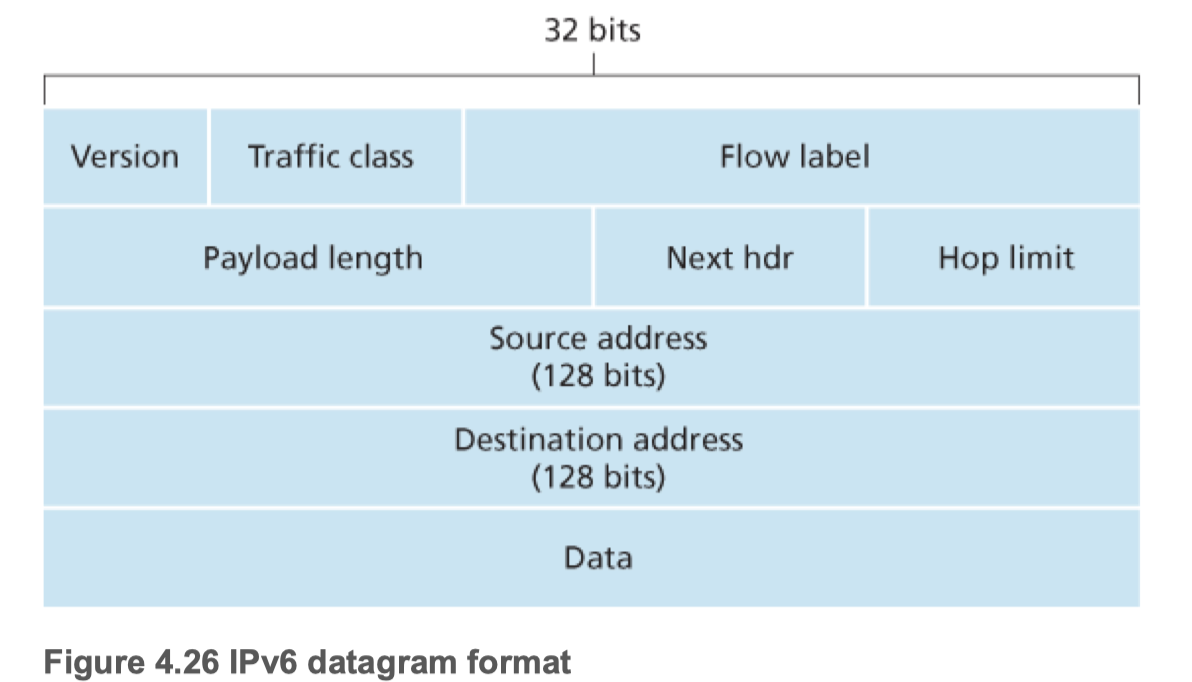 32 bits
Version Traffic class Flow label
Payload length Next hdr Hop limit
Source address
(128 bits)
Destination address
(128 bits)
Data
Figure 4.26 IPv6 datagram format